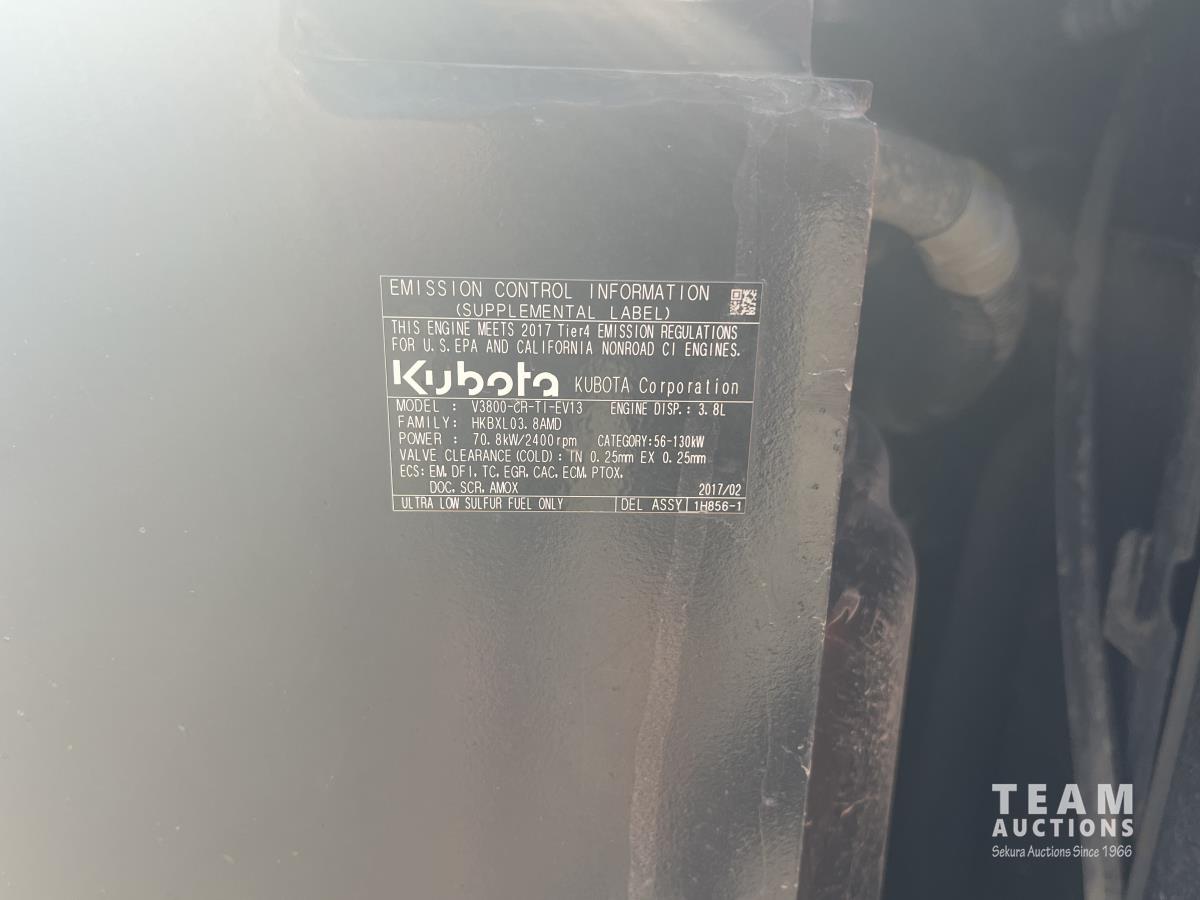 EMISSION CONTROL INFORMATION
(SUPPLEMENTAL LABEL)
THIS ENGINE MEETS 2017 Tier4 EMISSION REGULATIONS
FOR U.S.EPA AND CALIFORNIA NONROAD CI ENGINES.
Kubota KUBOTA Corporation
MODEL : V3800-CR-TI-EV13 ENGINE DISP.: 3.8L
FAMILY: HKBXL03.8AMD
POWER : 70.8kW/2400rpm CATEGORY:56-130kW
VALVE CLEARANCE(COLD): IN 0.25mm EX 0.25mm
ECS: EM, DFI, TC, EGR, CAC, ECM, PTOX,
DOC, SCR, AMOX 2017/02
ULTRA LOW SULFUR FUEL ONLY DEL ASSY 1H856-1
TEAM
AUCTIONS
Sekura Auctions Since 1966